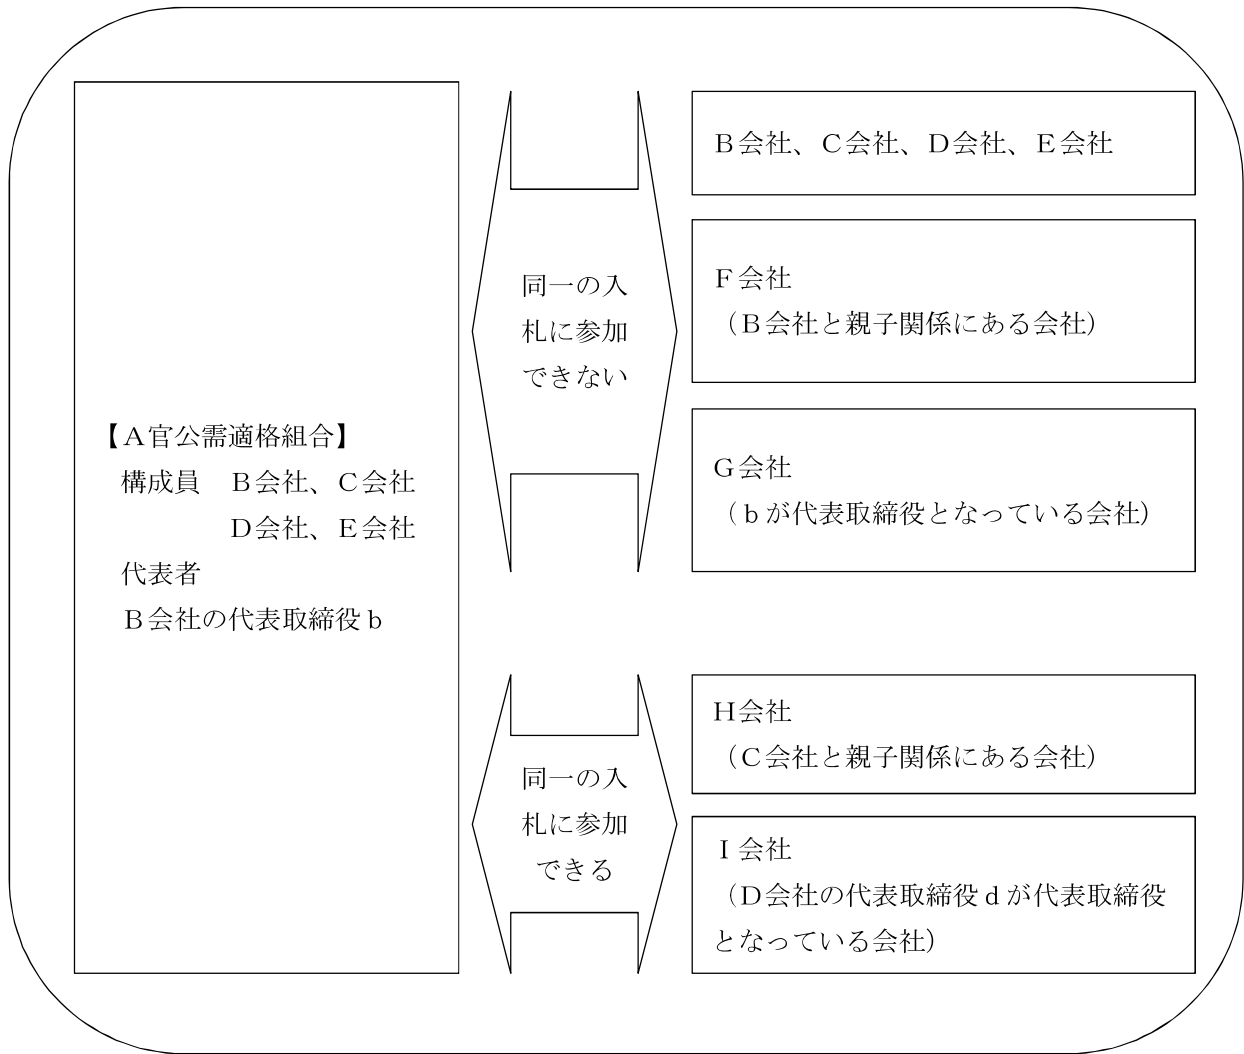 【Ａ官公需適格組合】
構成員　Ｂ会社、Ｃ会社
Ｄ会社、Ｅ会社
代表者
Ｂ会社の代表取締役ｂ
同一の入
札に参加
できない
Ｂ会社、Ｃ会社、Ｄ会社、Ｅ会社
Ｆ会社
（Ｂ会社と親子関係にある会社）
Ｇ会社
（ｂが代表取締役となっている会社）
同一の入
札に参加
できる
Ｈ会社
（Ｃ会社と親子関係にある会社）
Ｉ会社
（Ｄ会社の代表取締役ｄが代表取締役
となっている会社）